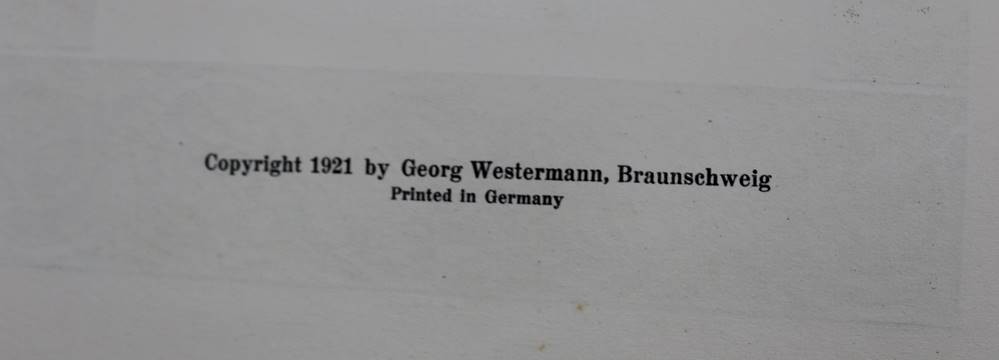 Copyright 1921 by Georg Westermann, Braunschweig
Printed in Germany